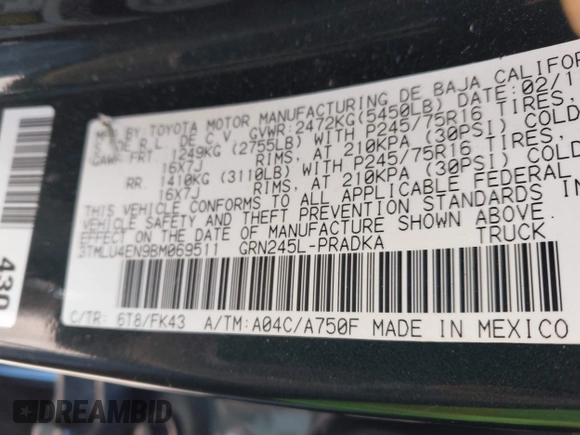 MFG BY: TOYOTA MOTOR MANUFACTURING DE BAJA CALIFOR
S. DE R.L. DE C.V. GVWR: 2472KG(5450LB) DATE: 02/1
GAWR FRT. 1249KG (2755LB) WITH P245/75R16 TIRES,
16X7J RIMS, AT 210KPA (30PSI) COLD
RR. 1410KG (3110LB) WITH P245/75R16 TIRES,
16X7J RIMS, AT 210KPA (30PSI) COLD
THIS VEHICLE CONFORMS TO ALL APPLICABLE FEDERAL
VEHICLE SAFETY AND THEFT PREVENTION STANDARDS IN
EFFECT ON THE DATE OF MANUFACTURE SHOWN ABOVE.
3TMLU4EN9BM069511 GRN245L-PRADKA TRUCK
C/TR: 6T8/FK43 A/TM: A04C/A750F MADE IN MEXICO
430
DREAMBID